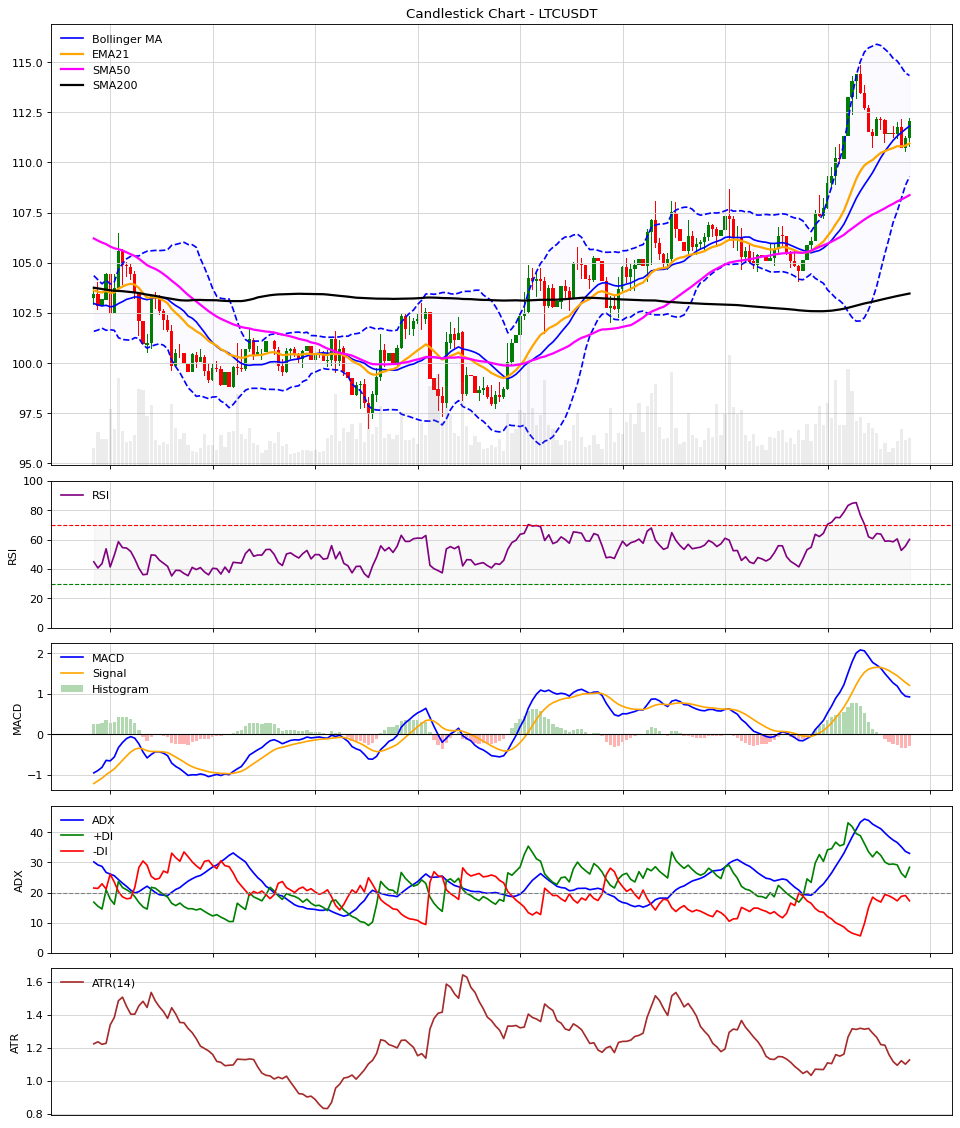 Candlestick Chart - LTCUSDT
Bollinger MA
EMA21
SMA50
SMA200
115.0
112.5
110.0
107.5
105.0
102.5
100.0
97.5
95.0
RSI
100
80
60
40
20
0
RSI
MACD
Signal
Histogram
2
1
0
−1
MACD
ADX
+DI
-DI
40
30
20
10
0
ADX
ATR(14)
1.6
1.4
1.2
1.0
0.8
ATR